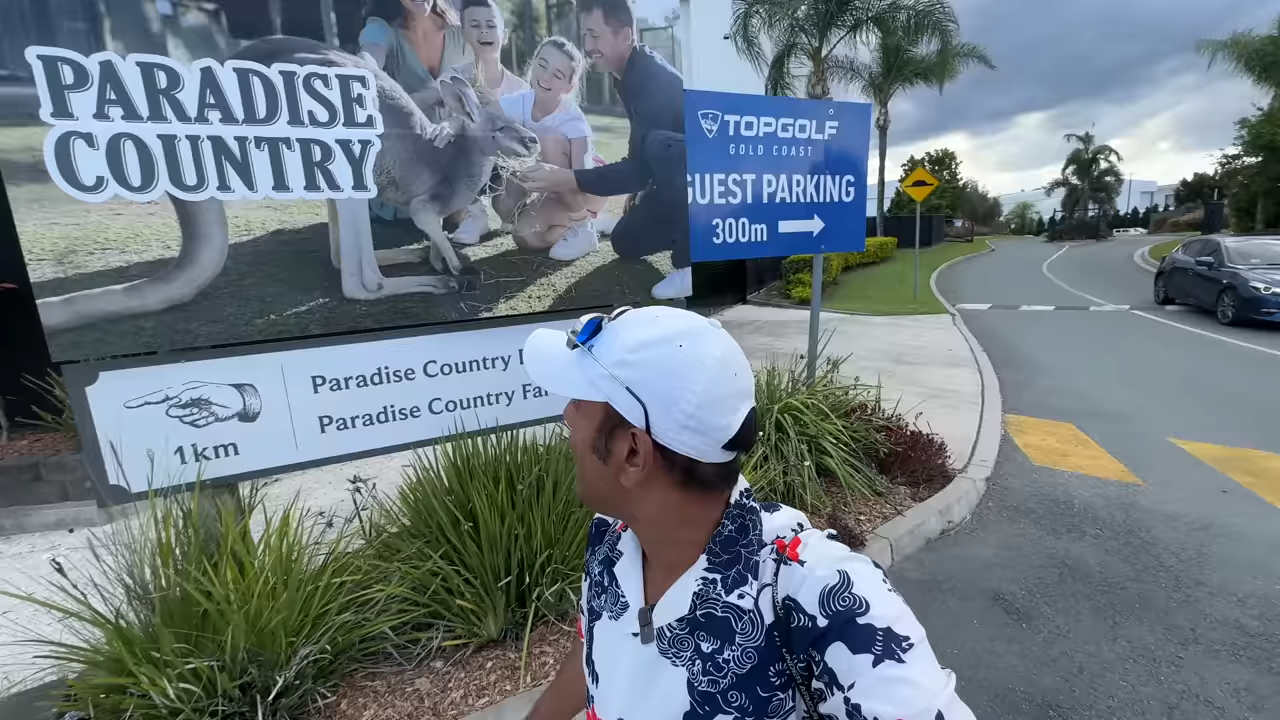 PARADISE
COUNTRY
TOPGOLF
GOLD COAST
GUEST PARKING
300m
1km
Paradise Country
Paradise Country